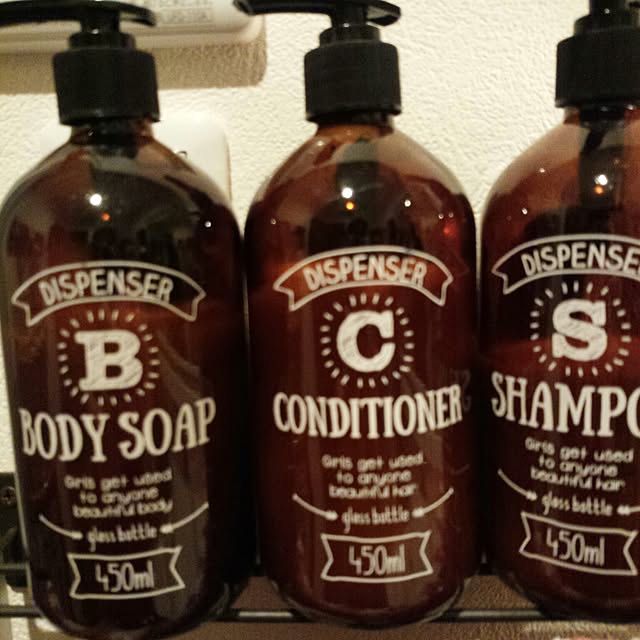 DISPENSER
B
BODY SOAP
Girls get used
to anyone
beautiful body
glass bottle
450ml
DISPENSER
C
CONDITIONER
Girls get used
to anyone
beautiful hair
glass bottle
450ml
DISPENSE
S
SHAMPO
Girls get used
to anyone
beautiful hair
glass bottle
450ml